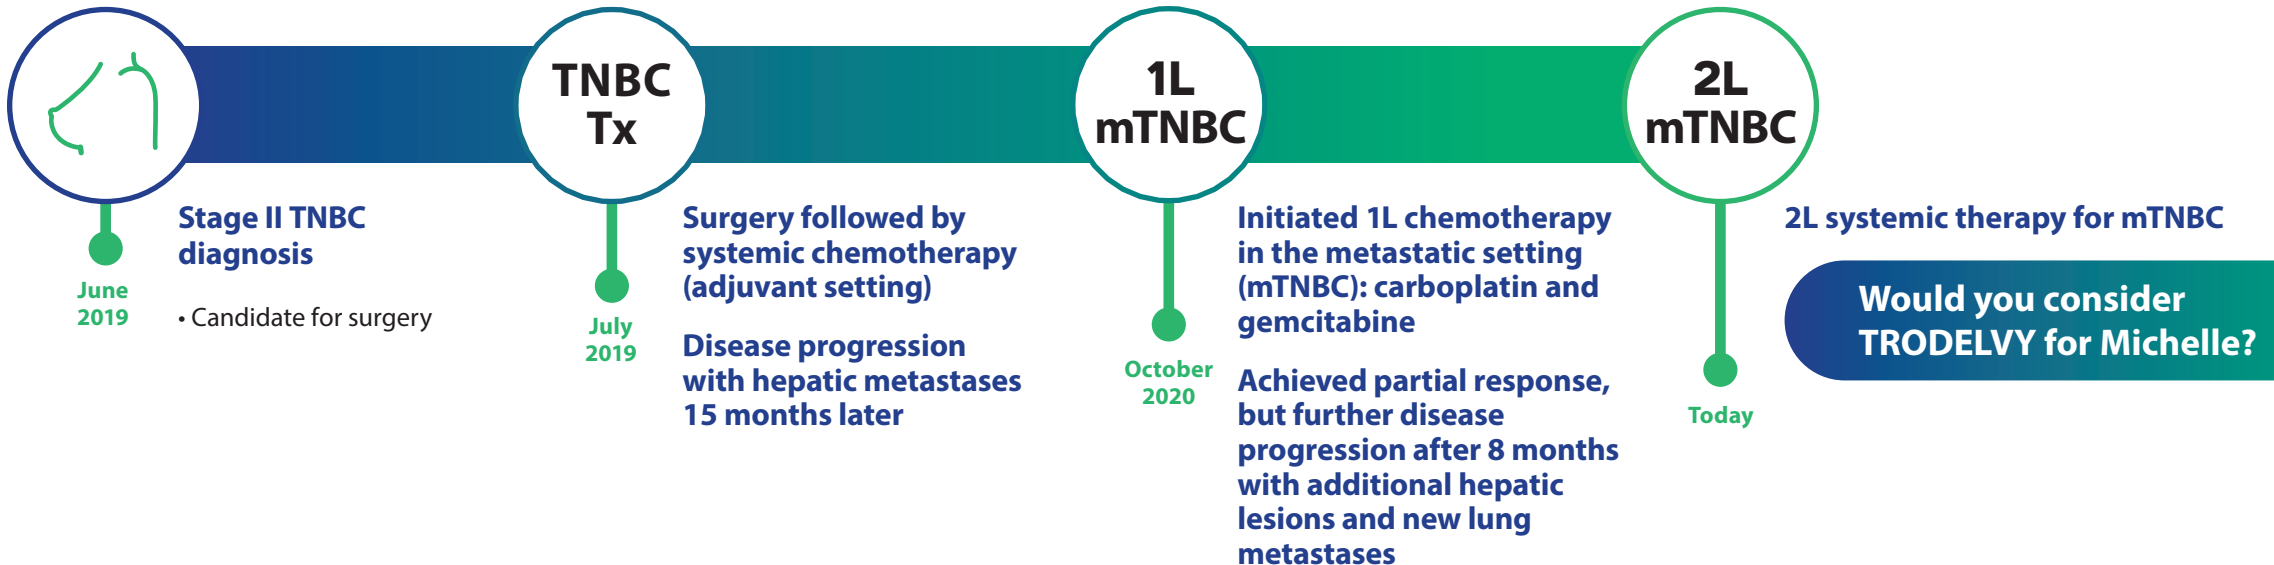 TNBC
Tx
1L
mTNBC
2L
mTNBC
June
2019
Stage II TNBC
diagnosis
• Candidate for surgery
July
2019
Surgery followed by
systemic chemotherapy
(adjuvant setting)
Disease progression
with hepatic metastases
15 months later
October
2020
Initiated 1L chemotherapy
in the metastatic setting
(mTNBC): carboplatin and
gemcitabine
Achieved partial response,
but further disease
progression after 8 months
with additional hepatic
lesions and new lung
metastases
Today
2L systemic therapy for mTNBC
Would you consider
TRODELVY for Michelle?